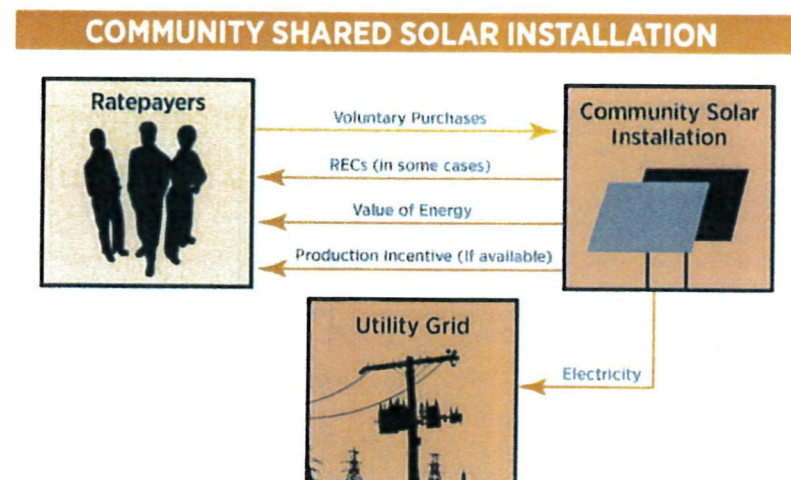 COMMUNITY SHARED SOLAR INSTALLATION
Ratepayers
Voluntary Purchases
RECs (in some cases)
Value of Energy
Production Incentive (if available)
Community Solar
Installation
Utility Grid
Electricity